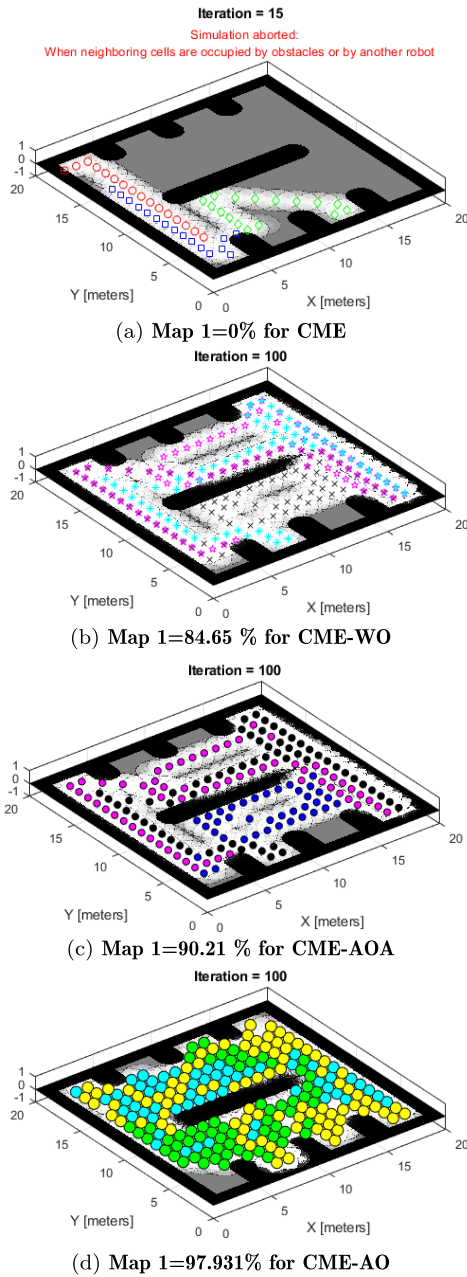 Iteration = 15
Simulation aborted:
When neighboring cells are occupied by obstacles or by another robot
1
0
-1
20
15
10
5
0
Y [meters]
0
5
10
15
20
X [meters]
(a) Map 1=0% for CME
Iteration = 100
1
0
-1
20
15
10
5
0
Y [meters]
0
5
10
15
20
X [meters]
(b) Map 1=84.65 % for CME-WO
Iteration = 100
1
0
-1
20
15
10
5
0
Y [meters]
0
5
10
15
20
X [meters]
(c) Map 1=90.21 % for CME-AOA
Iteration = 100
1
0
-1
20
15
10
5
0
Y [meters]
0
5
10
15
20
X [meters]
(d) Map 1=97.931% for CME-AO